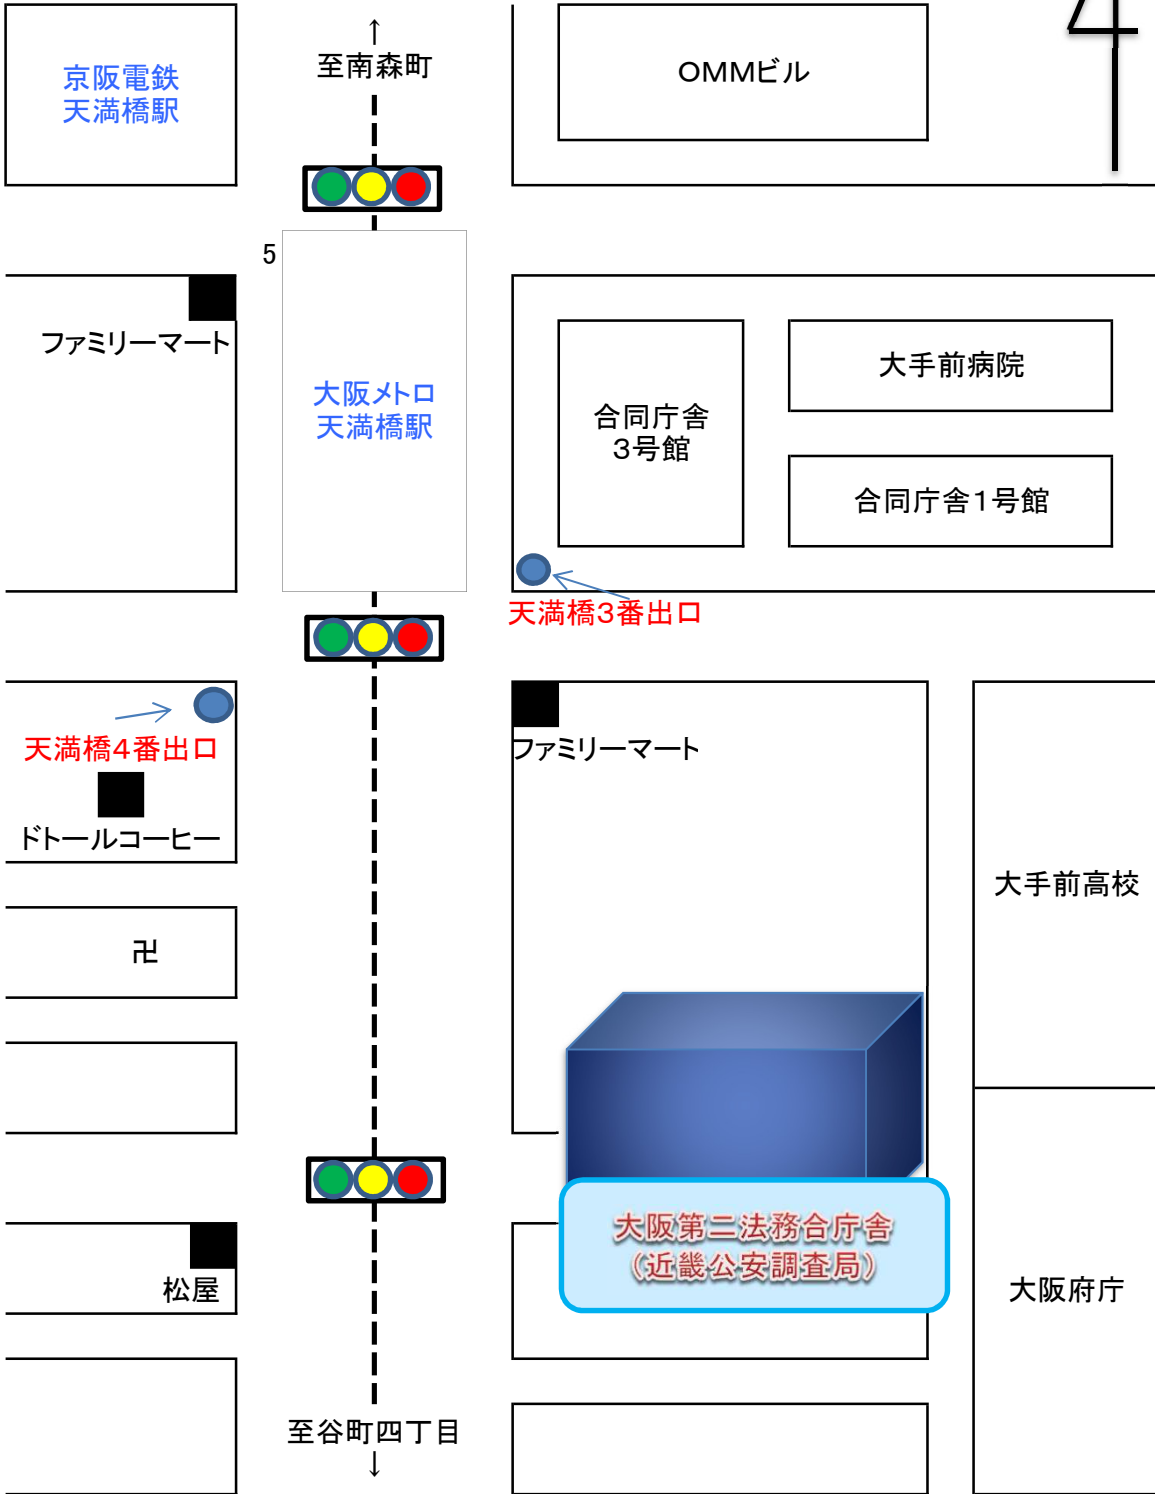 ↑
至南森町
京阪電鉄
天満橋駅
OMMビル
5
ファミリーマート
大阪メトロ
天満橋駅
合同庁舎
3号館
大手前病院
合同庁舎1号館
天満橋3番出口
天満橋4番出口
ドトールコーヒー
ファミリーマート
大手前高校
卍
大阪第二法務合庁舎
（近畿公安調査局）
松屋
大阪府庁
至谷町四丁目
↓